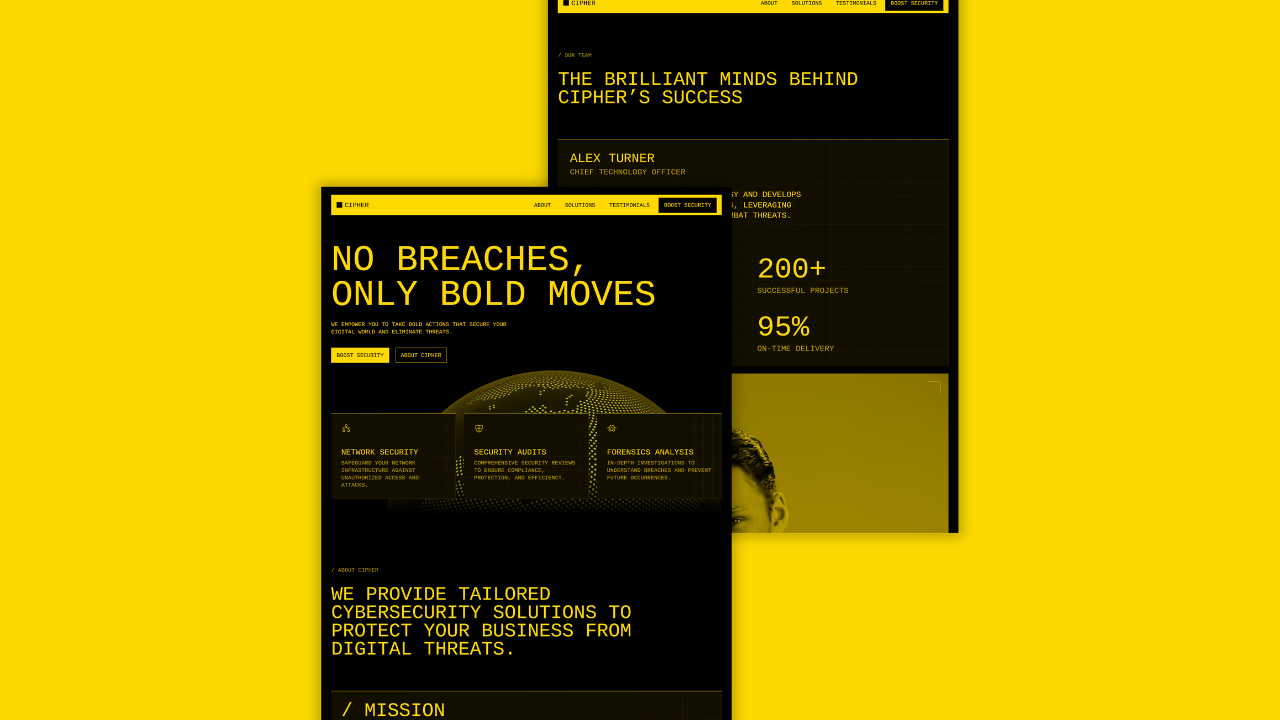 CIPHER
ABOUT
SOLUTIONS
TESTIMONIALS
BOOST SECURITY
/ OUR TEAM
THE BRILLIANT MINDS BEHIND
CIPHER’S SUCCESS
ALEX TURNER
CHIEF TECHNOLOGY OFFICER
AND DEVELOPS
LEVERAGING
THREATS.
200+
SUCCESSFUL PROJECTS
95%
ON-TIME DELIVERY
CIPHER
ABOUT
SOLUTIONS
TESTIMONIALS
BOOST SECURITY
NO BREACHES,
ONLY BOLD MOVES
WE EMPOWER YOU TO TAKE BOLD ACTIONS THAT SECURE YOUR
DIGITAL WORLD AND ELIMINATE THREATS.
BOOST SECURITY
ABOUT CIPHER
NETWORK SECURITY
SAFEGUARD YOUR NETWORK
INFRASTRUCTURE AGAINST
UNAUTHORIZED ACCESS AND
ATTACKS.
SECURITY AUDITS
COMPREHENSIVE SECURITY REVIEWS
TO ENSURE COMPLIANCE,
PROTECTION, AND EFFICIENCY.
FORENSICS ANALYSIS
IN-DEPTH INVESTIGATIONS TO
UNDERSTAND BREACHES AND PREVENT
FUTURE OCCURRENCES.
/ ABOUT CIPHER
WE PROVIDE TAILORED
CYBERSECURITY SOLUTIONS TO
PROTECT YOUR BUSINESS FROM
DIGITAL THREATS.
/ MISSION